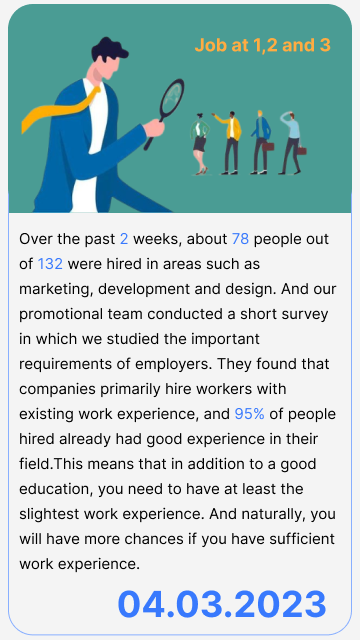 Job at 1,2 and 3
Over the past 2 weeks, about 78 people out
of 132 were hired in areas such as
marketing, development and design. And our
promotional team conducted a short survey
in which we studied the important
requirements of employers. They found that
companies primarily hire workers with
existing work experience, and 95% of people
hired already had good experience in their
field.This means that in addition to a good
education, you need to have at least the
slightest work experience. And naturally, you
will have more chances if you have sufficient
work experience.
04.03.2023